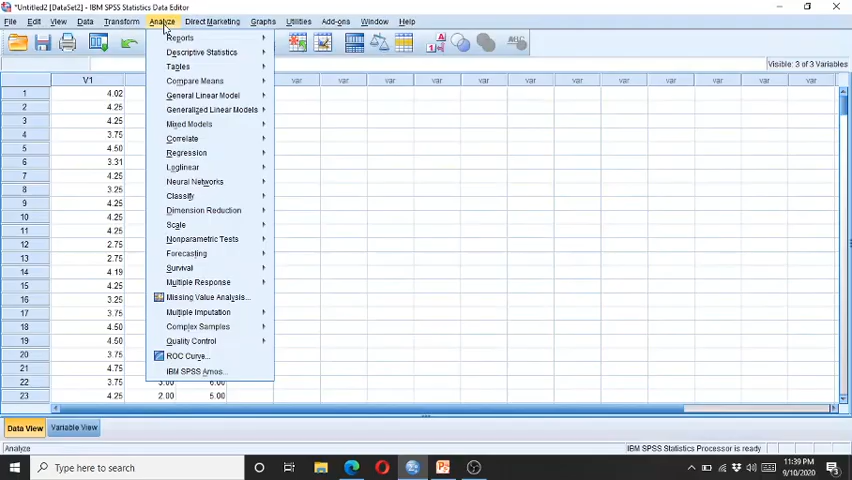 *Untitled2 [DataSet2] - IBM SPSS Statistics Data Editor
File Edit View Data Transform Analyze Direct Marketing Graphs Utilities Add-ons Window Help
Visible: 3 of 3 Variables
V1 var var var var var var var var var var var
1 4.02
2 4.25
3 4.25
4 3.75
5 4.50
6 3.31
7 4.25
8 3.25
9 4.25
10 4.25
11 4.25
12 2.75
13 2.75
14 4.19
16 3.25
17 3.75
18 4.50
19 4.50
20 3.75
21 4.75
22 3.75 3.00 6.00
23 4.25 2.00 5.00
Reports
Descriptive Statistics
Tables
Compare Means
General Linear Model
Generalized Linear Models
Mixed Models
Correlate
Regression
Loglinear
Neural Networks
Classify
Dimension Reduction
Scale
Nonparametric Tests
Forecasting
Survival
Multiple Response
Missing Value Analysis...
Multiple Imputation
Complex Samples
Quality Control
ROC Curve...
IBM SPSS Amos...
Data View Variable View
Analyze IBM SPSS Statistics Processor is ready
Type here to search
11:39 PM
9/10/2020